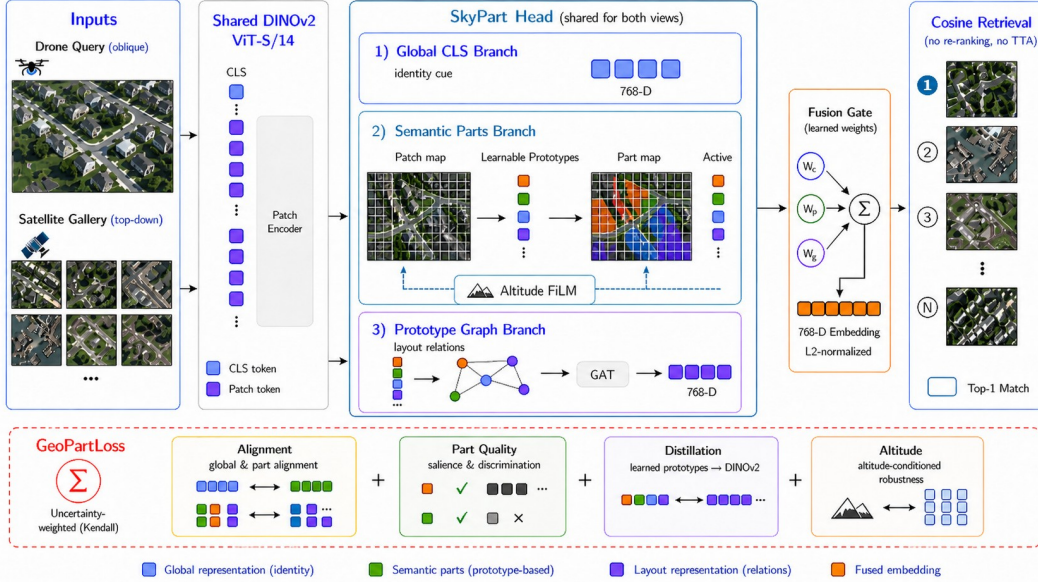 Inputs
Drone Query (oblique)
Satellite Gallery (top-down)
•••
Shared DINOv2
ViT-S/14
CLS
Patch
Encoder
CLS token
Patch token
SkyPart Head (shared for both views)
1) Global CLS Branch
identity cue
768-D
2) Semantic Parts Branch
Patch map
Learnable Prototypes
Part map
Active
Altitude FiLM
3) Prototype Graph Branch
layout relations
GAT
768-D
Fusion Gate
(learned weights)
Wc
Wp
Wg
Σ
768-D Embedding
L2-normalized
Cosine Retrieval
(no re-ranking, no TTA)
1
2
3
N
Top-1 Match
GeoPartLoss
Σ
Uncertainty-
weighted (Kendall)
Alignment
global & part alignment
+
Part Quality
salience & discrimination
+
Distillation
learned prototypes → DINOv2
+
Altitude
altitude-conditioned
robustness
Global representation (identity)
Semantic parts (prototype-based)
Layout representation (relations)
Fused embedding